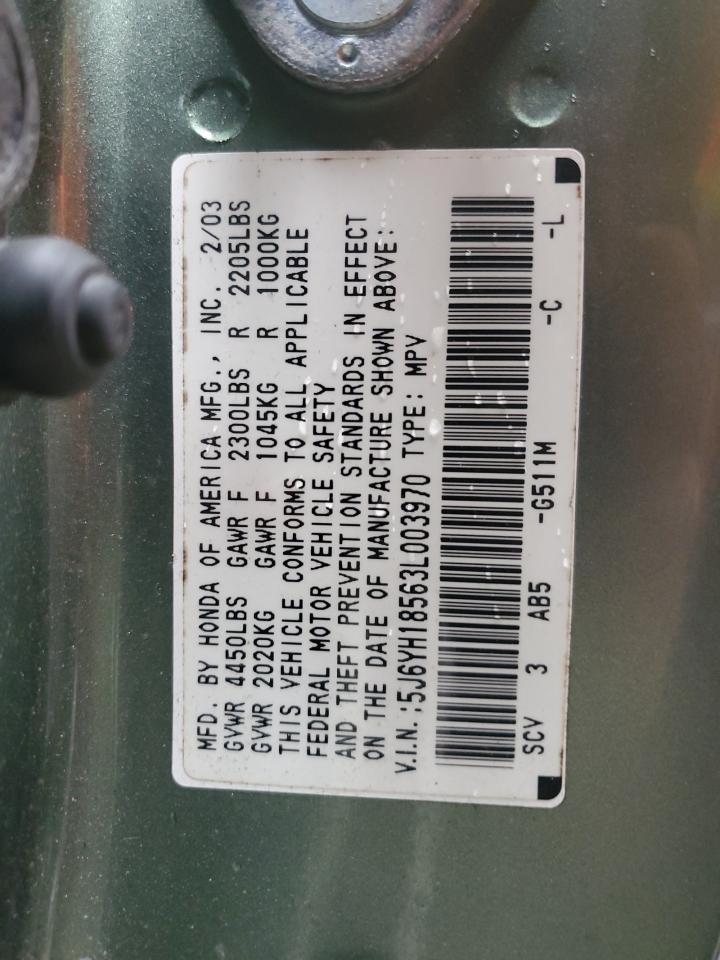 MFD. BY HONDA OF AMERICA MFG., INC. 2/03
GVWR 4450LBS GAWR F 2300LBS R 2205LBS
GVWR 2020KG GAWR F 1045KG R 1000KG
THIS VEHICLE CONFORMS TO ALL APPLICABLE
FEDERAL MOTOR VEHICLE SAFETY
AND THEFT PREVENTION STANDARDS IN EFFECT
ON THE DATE OF MANUFACTURE SHOWN ABOVE:
V.I.N.:5J6YH18563L003970 TYPE: MPV
SCV 3 AB5 -G511M -C -L